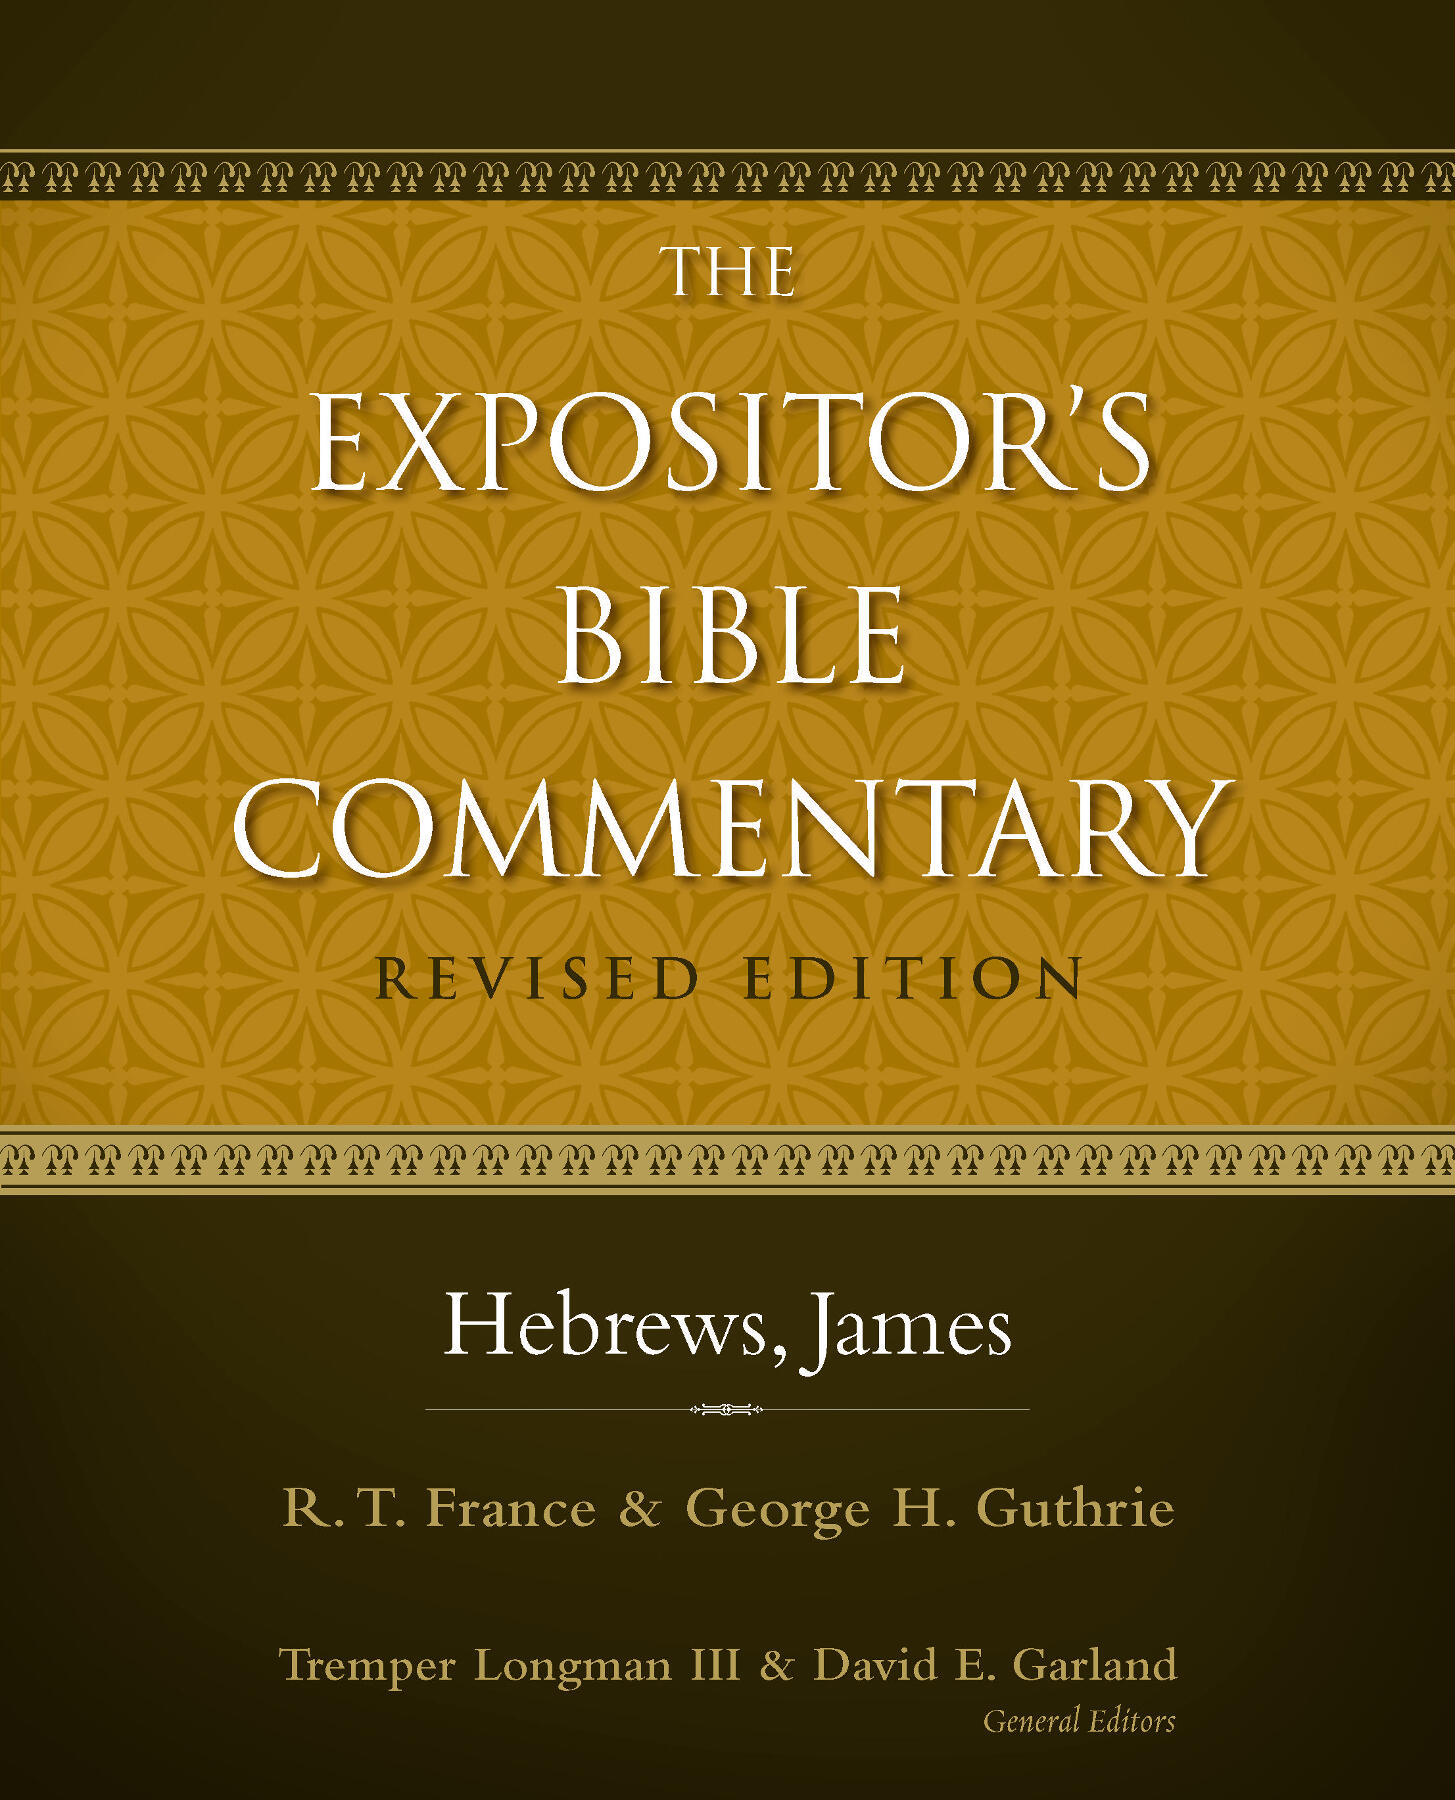 THE
EXPOSITOR’S
BIBLE
COMMENTARY
REVISED EDITION
Hebrews, James
R. T. France & George H. Guthrie
Tremper Longman III & David E. Garland
General Editors